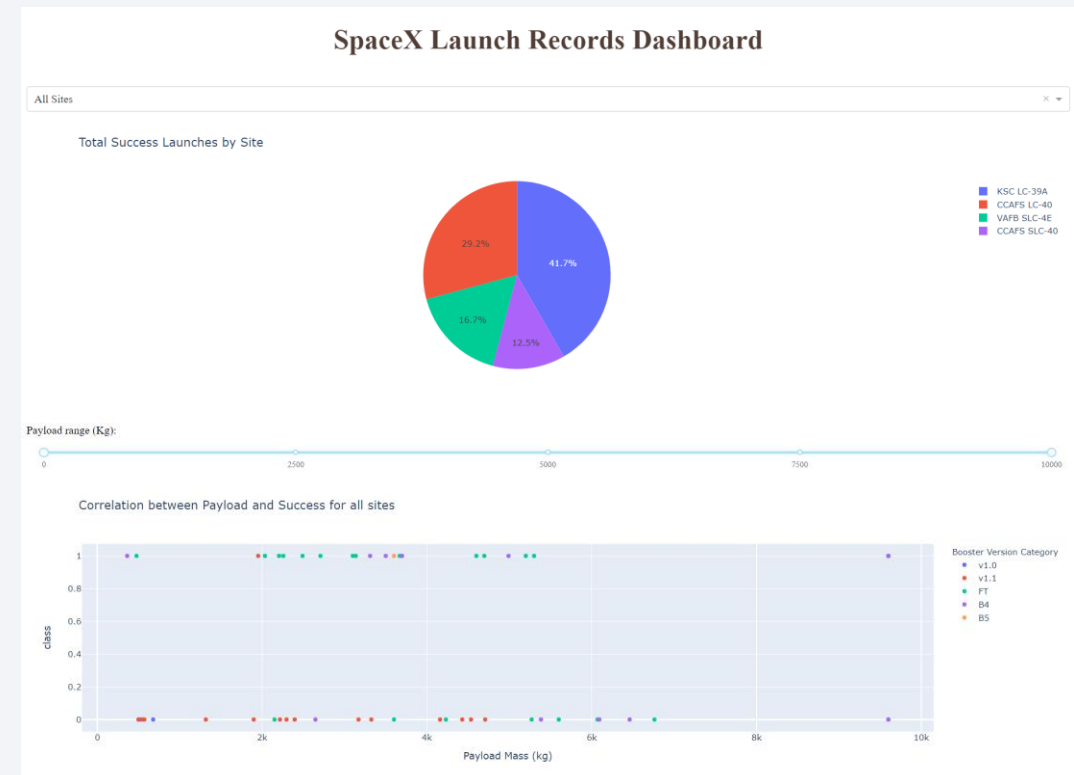 SpaceX Launch Records Dashboard
All Sites
Total Success Launches by Site
KSC LC-39A
CCAFS LC-40
VAFB SLC-4E
CCAFS SLC-40
29.2%
41.7%
16.7%
12.5%
Payload range (Kg):
0 2500 5000 7500 10000
Correlation between Payload and Success for all sites
Booster Version Category
v1.0
v1.1
FT
B4
B5
1
0.8
0.6
0.4
0.2
0
class
0 2k 4k 6k 8k 10k
Payload Mass (kg)